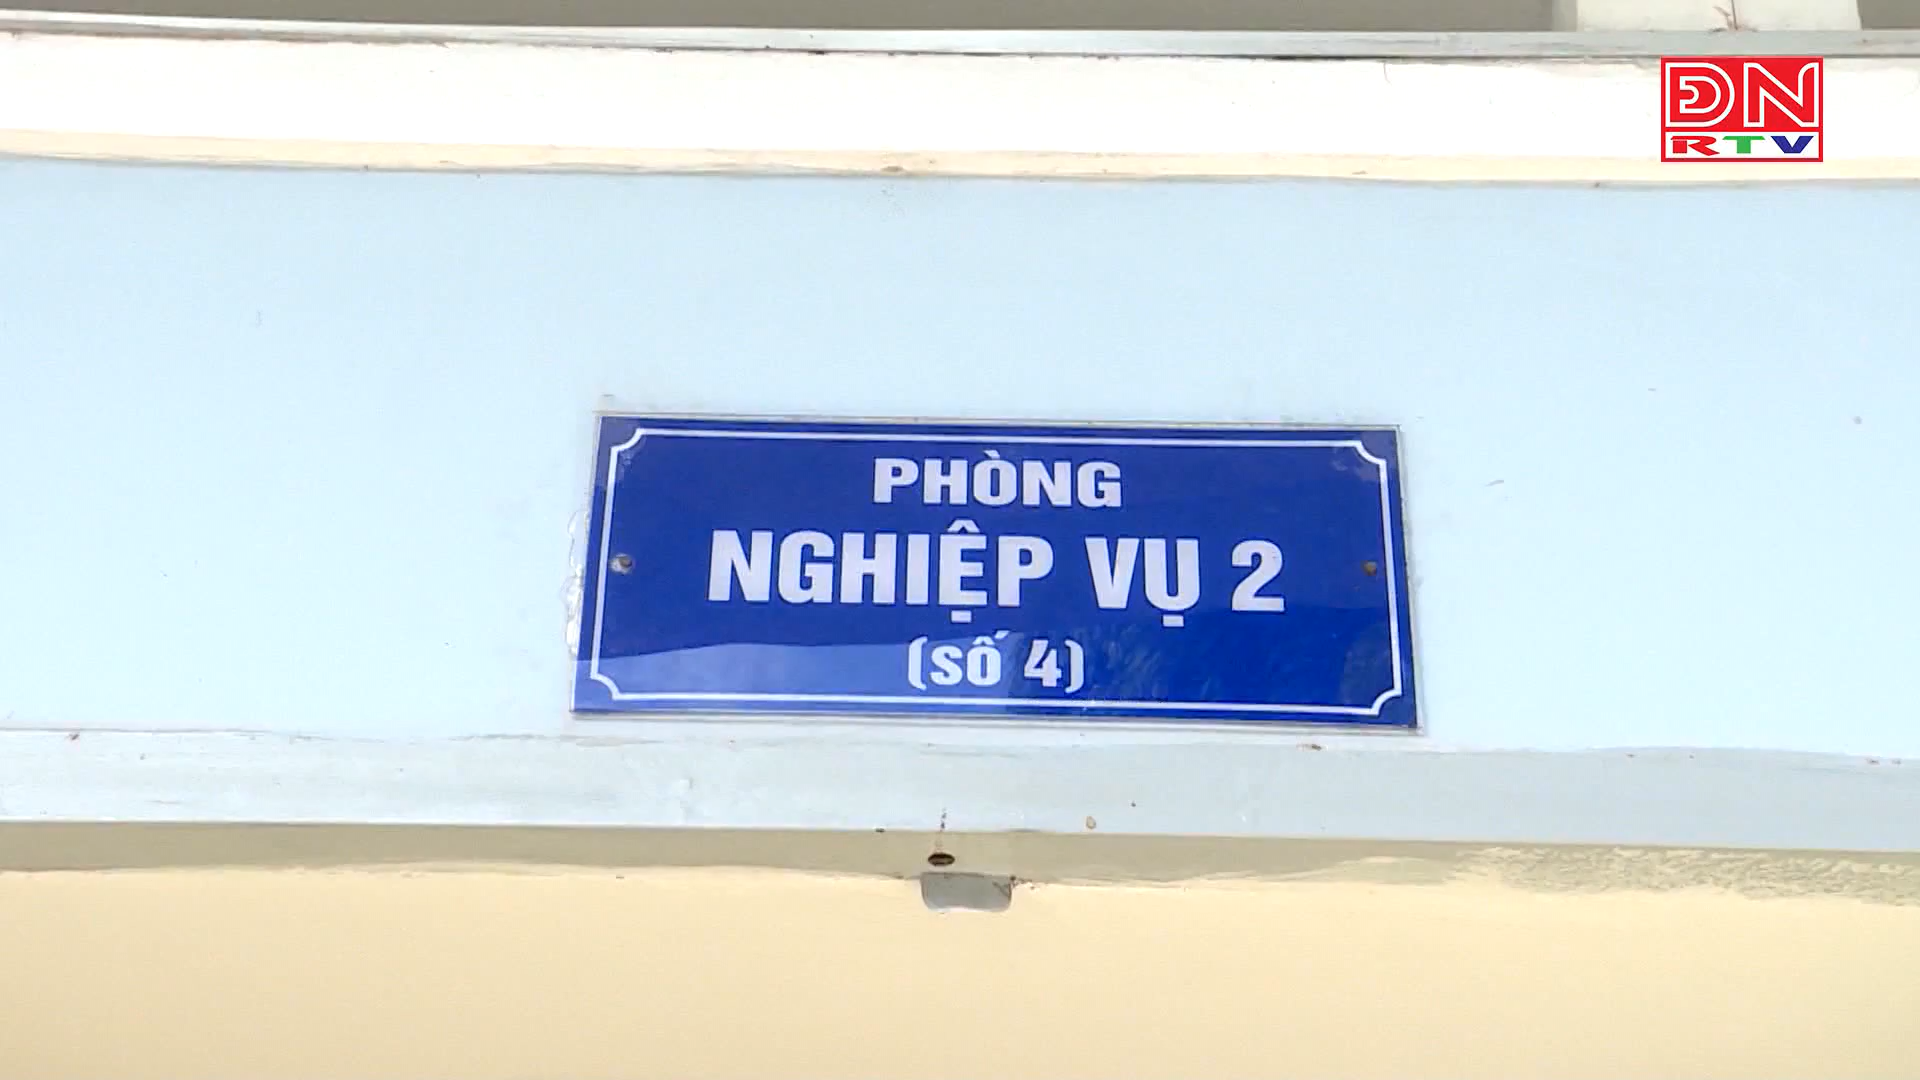 ĐN
RTV
PHÒNG
NGHIỆP VỤ 2
(số 4)